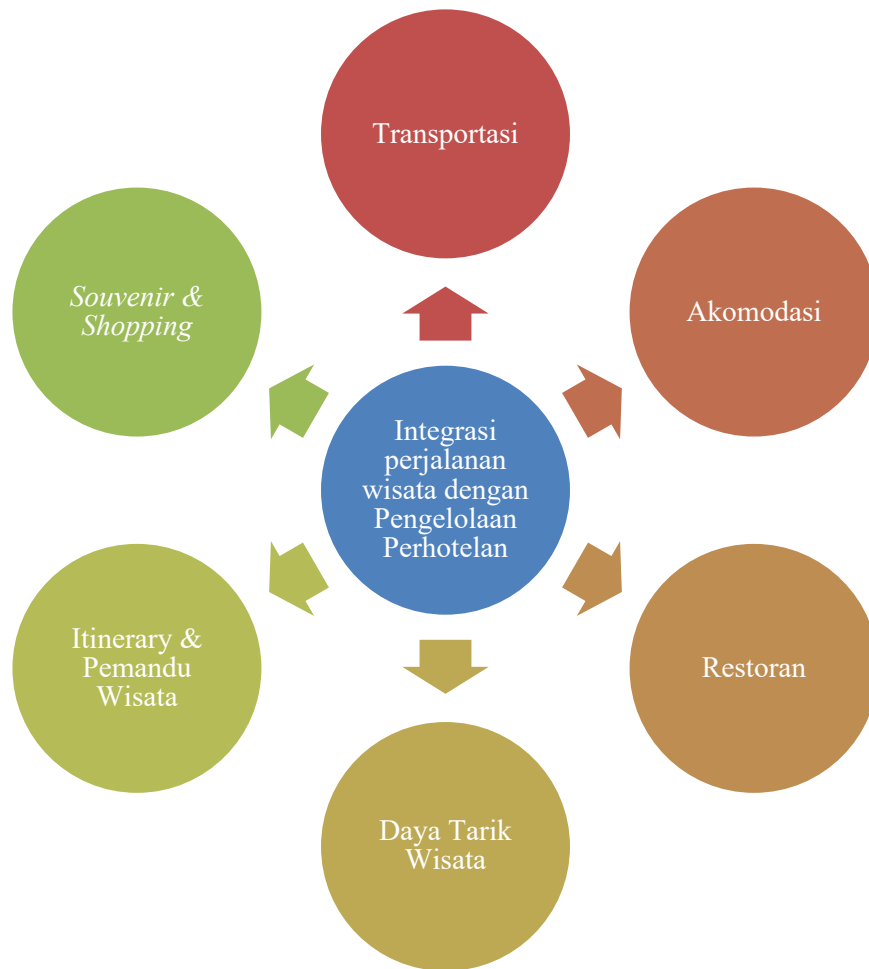 Transportasi
Souvenir &
Shopping
Akomodasi
Integrasi
perjalanan
wisata dengan
Pengelolaan
Perhotelan
Itinerary &
Pemandu
Wisata
Restoran
Daya Tarik
Wisata